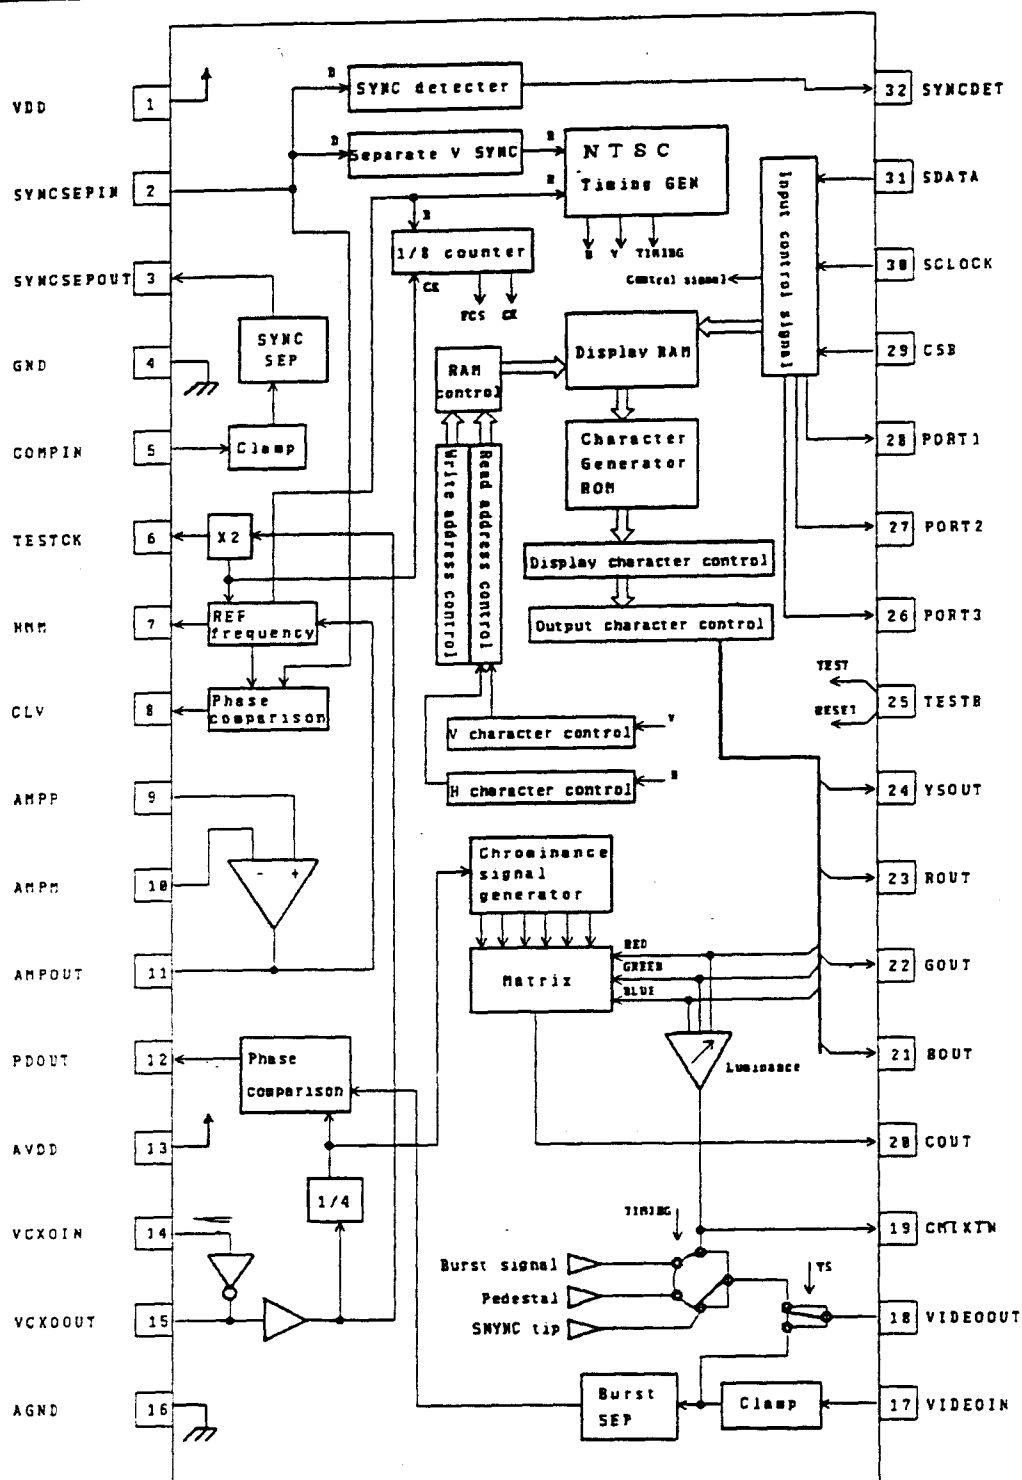 VDD
1
SYNCSEPIN
2
SYNCSEPOUT
3
GND
4
COMPIN
5
TESTCK
6
HMM
7
CLV
8
AMPP
9
AMPM
10
AMPOUT
11
PDOUT
12
AVDD
13
VCXOIN
14
VCXOOUT
15
AGND
16
SYNC detecter
Separate V SYNC
NTSC
Timing GEN
H
V
TIMING
1/8 counter
CK
FCS
CK
Control signal
Input control signal
SYNC
SEP
Clamp
X2
REF
frequency
Phase
comparison
RAM
control
Display RAM
Write address control
Read address control
Character
Generator
ROM
Display character control
Output character control
V character control
V
H character control
H
-
+
Chrominance
signal
generator
Matrix
RED
GREEN
BLUE
Luminance
Phase
comparison
1/4
TIMING
Burst signal
Pedestal
SNYNC tip
YS
Burst
SEP
Clamp
TEST
RESET
32
SYNCDET
31
SDATA
30
SCLOCK
29
CSB
28
PORT1
27
PORT2
26
PORT3
25
TESTB
24
YSOUT
23
ROUT
22
GOUT
21
BOUT
20
COUT
19
CMIXIN
18
VIDEOOUT
17
VIDEOIN